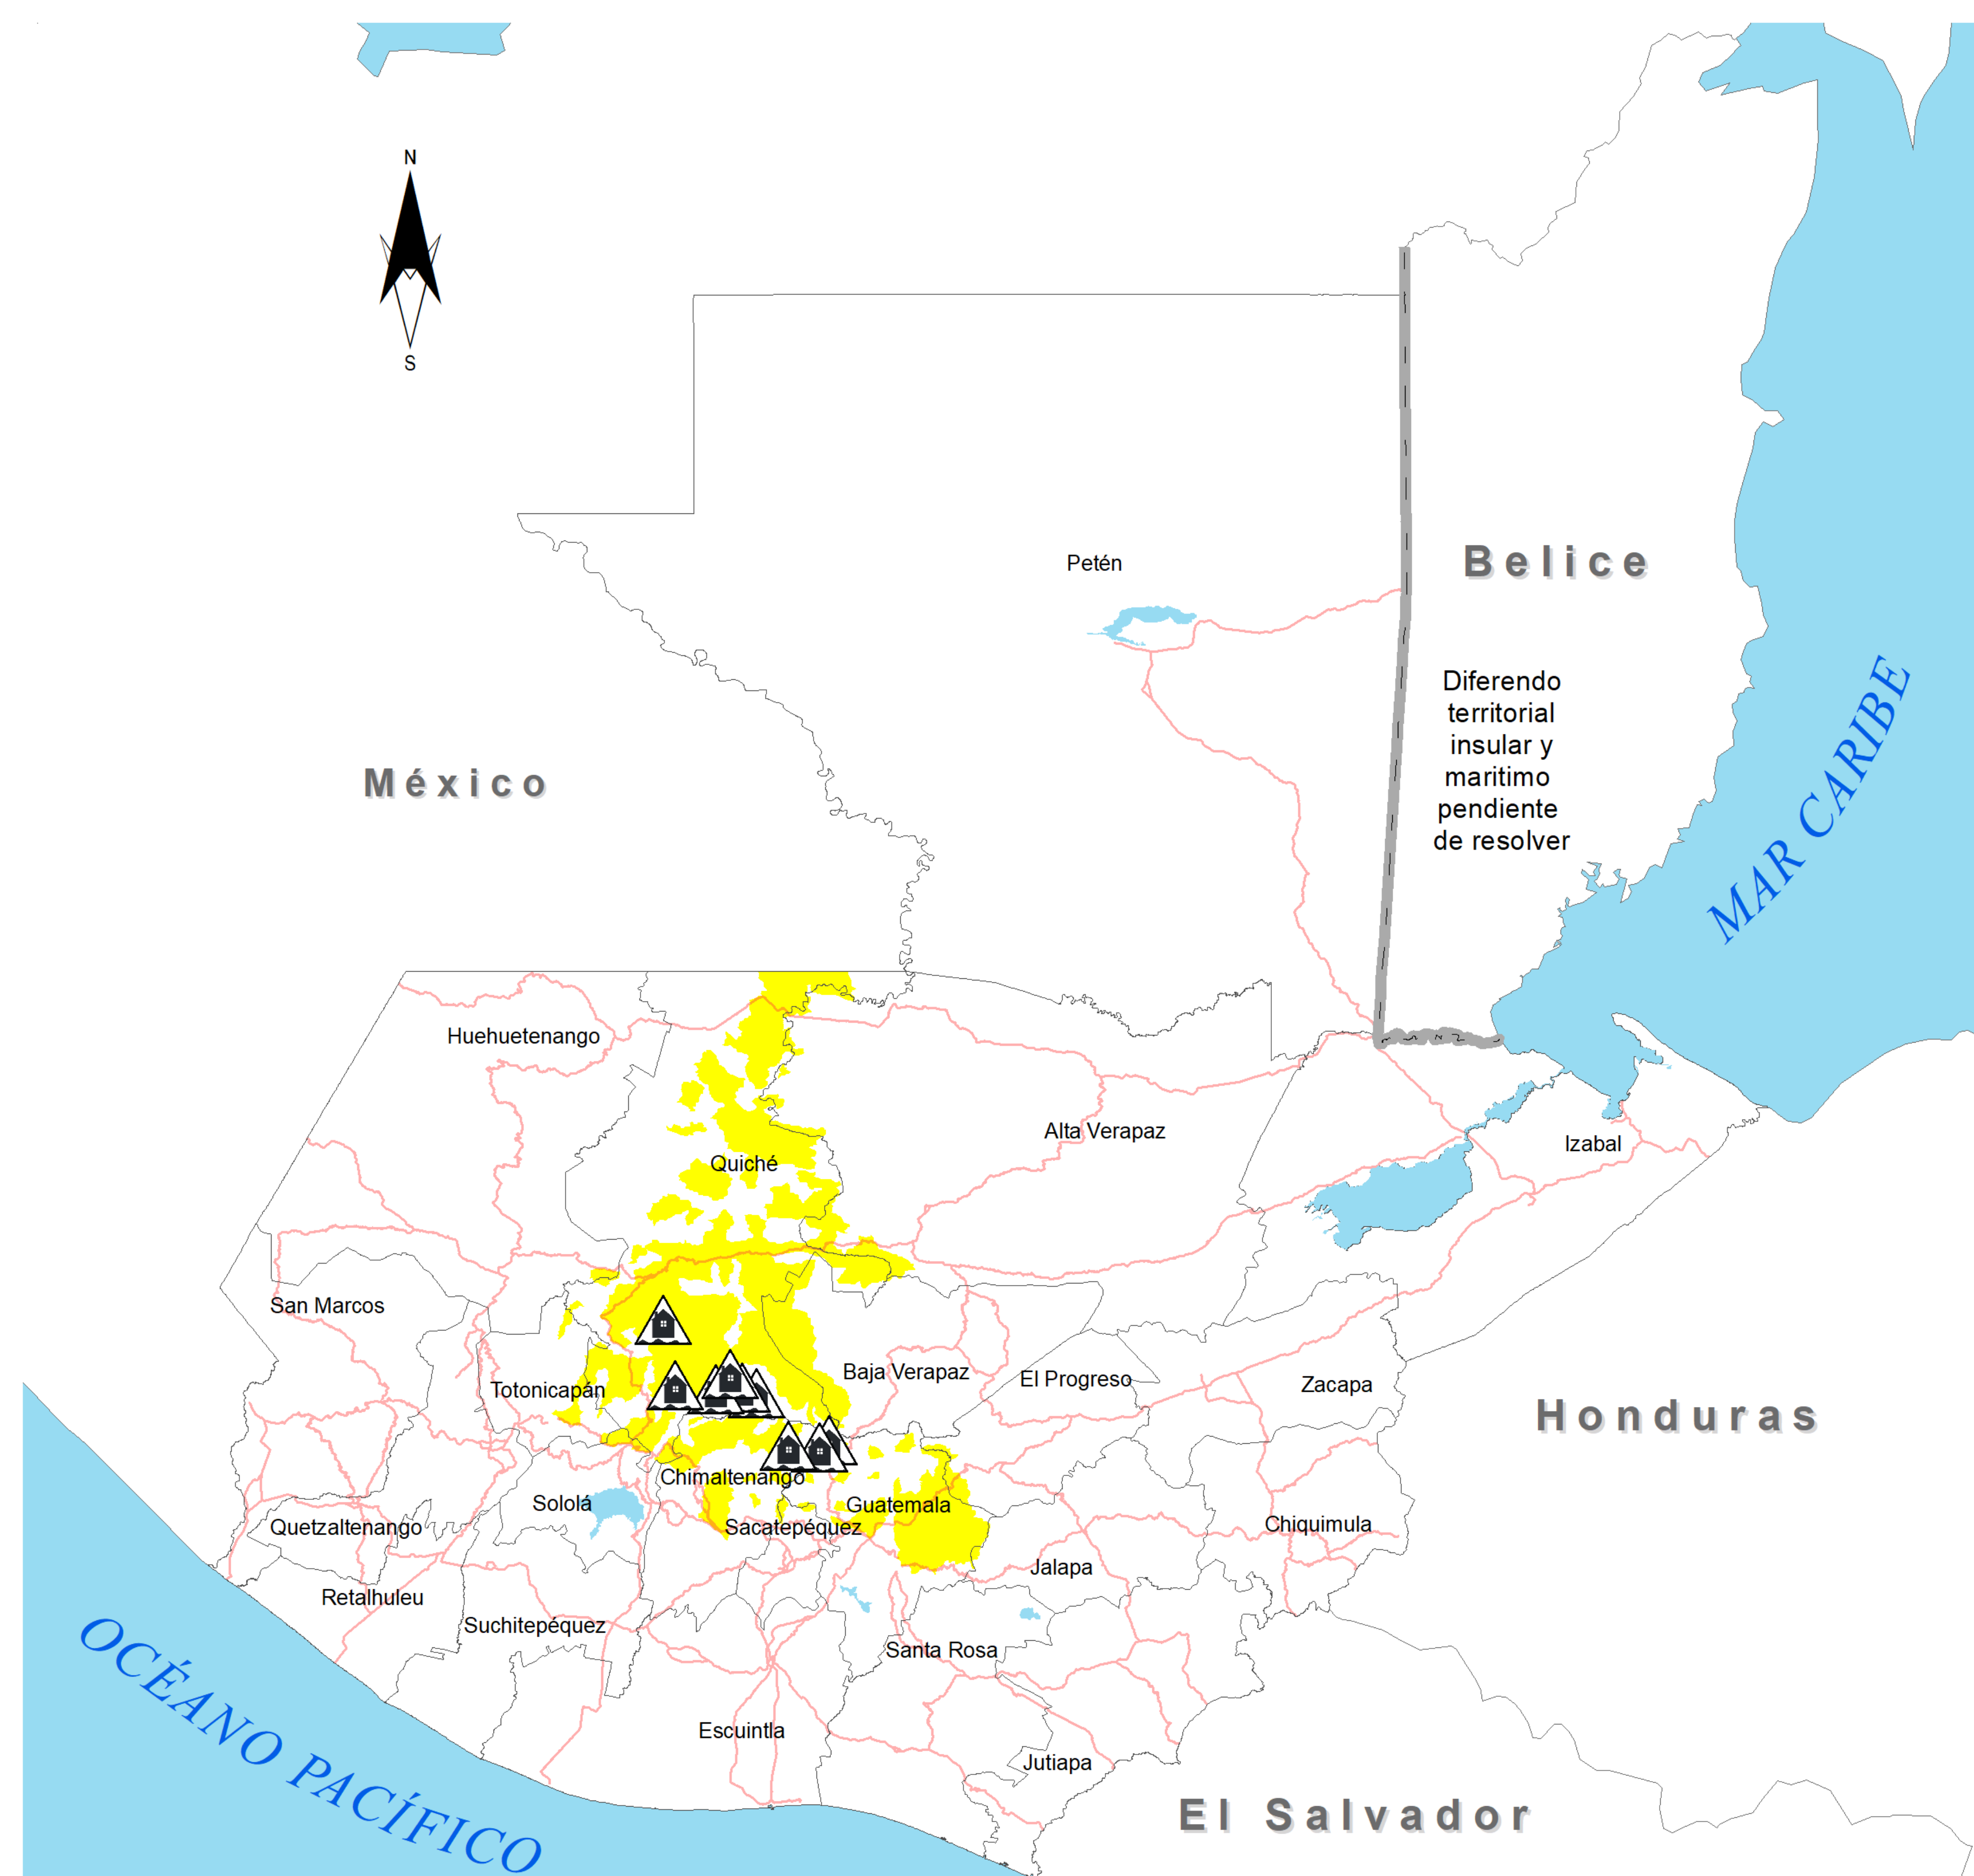 N
S
Petén
Belice
Diferendo
territorial
insular y
maritimo
pendiente
de resolver
México
MAR CARIBE
Huehuetenango
Alta Verapaz
Izabal
Quiché
San Marcos
Baja Verapaz
El Progreso
Zacapa
Totonicapán
Honduras
Chimaltenango
Sololá
Guatemala
Quetzaltenango
Sacatepéquez
Chiquimula
Jalapa
Retalhuleu
Suchitepéquez
Santa Rosa
Escuintla
Jutiapa
OCÉANO PACÍFICO
El Salvador